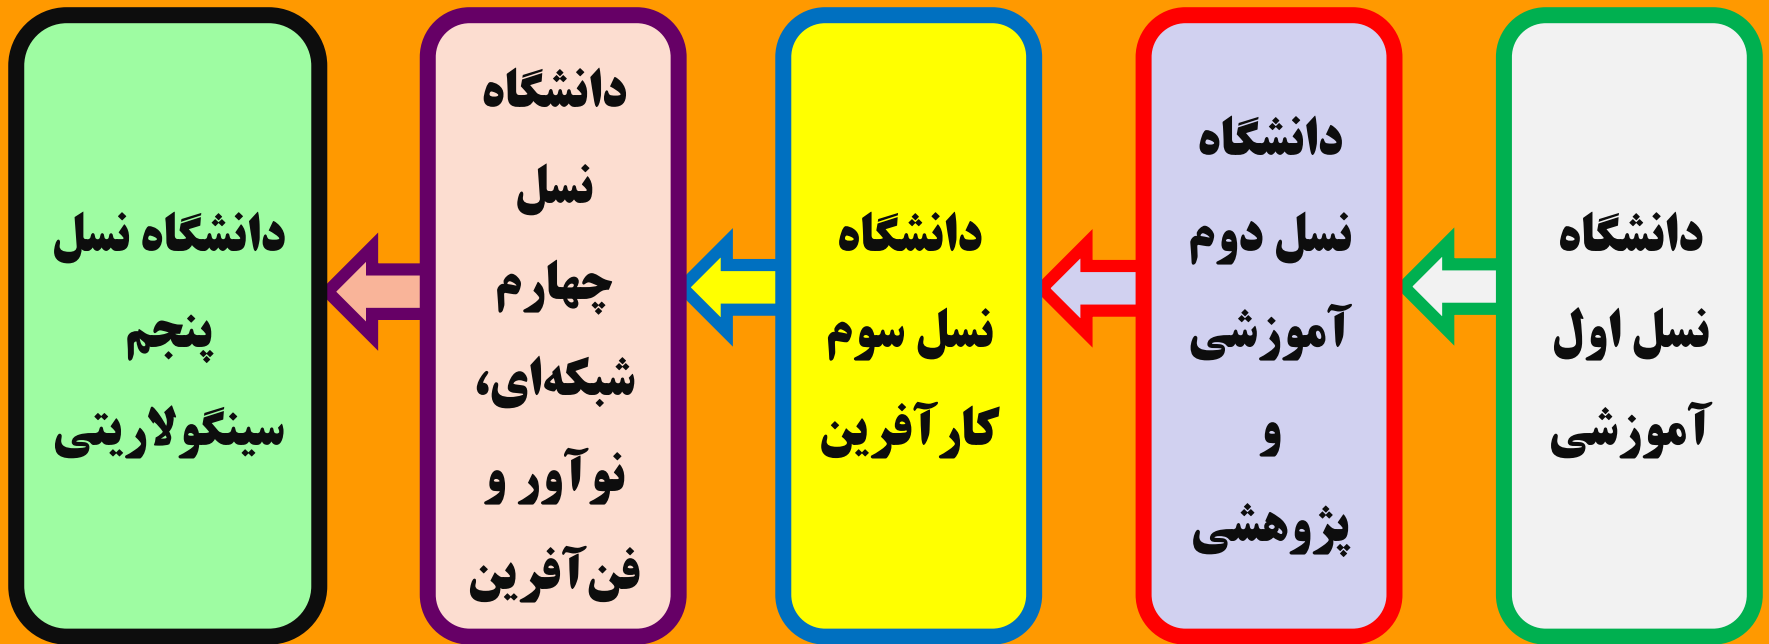 دانشگاه
نسل اول
آموزشی
دانشگاه
نسل دوم
آموزشی
و
پژوهشی
دانشگاه
نسل سوم
کارآفرین
دانشگاه
نسل
چهارم
شبکه‌ای،
نوآور و
فن‌آفرین
دانشگاه نسل
پنجم
سینگولاریتی